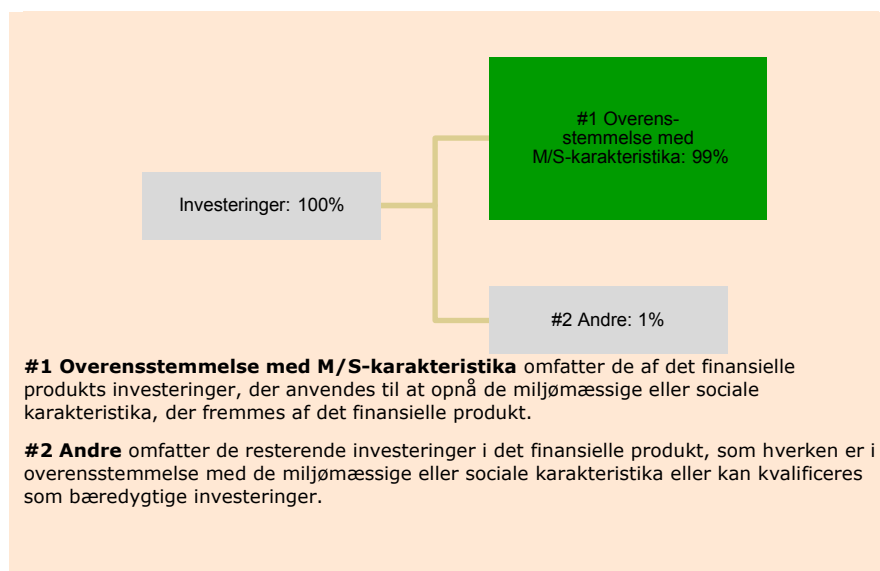 #1 Overens-
stemmelse med
M/S-karakteristika: 99%
Investeringer: 100%
#2 Andre: 1%
#1 Overensstemmelse med M/S-karakteristika omfatter de af det finansielle
produkts investeringer, der anvendes til at opnå de miljømæssige eller sociale
karakteristika, der fremmes af det finansielle produkt.
#2 Andre omfatter de resterende investeringer i det finansielle produkt, som hverken er i
overensstemmelse med de miljømæssige eller sociale karakteristika eller kan kvalificeres
som bæredygtige investeringer.